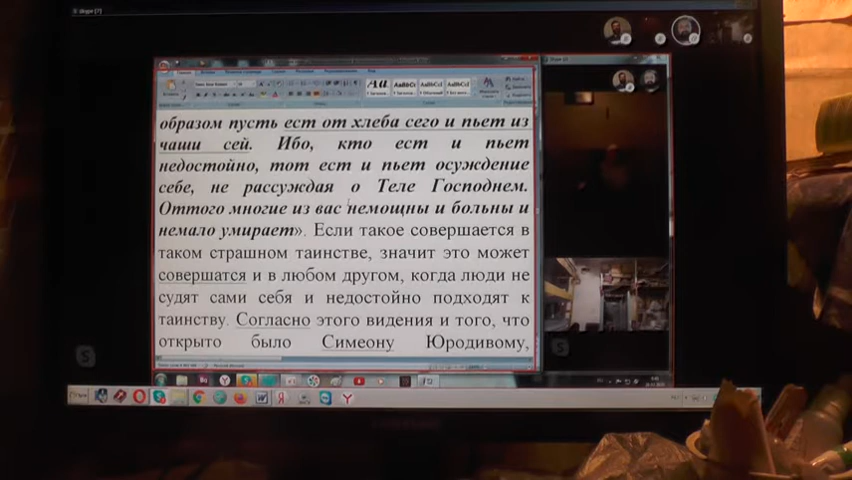 Skype [7]
образом пусть ест от хлеба сего и пьет из
чаши сей. Ибо, кто ест и пьет
недостойно, тот ест и пьет осуждение
себе, не рассуждая о Теле Господнем.
Оттого многие из вас немощны и больны и
немало умирает». Если такое совершается в
таком страшном таинстве, значит это может
совершатся и в любом другом, когда люди не
судят сами себя и недостойно подходят к
таинству. Согласно этого видения и того, что
открыто было Симеону Юродивому,